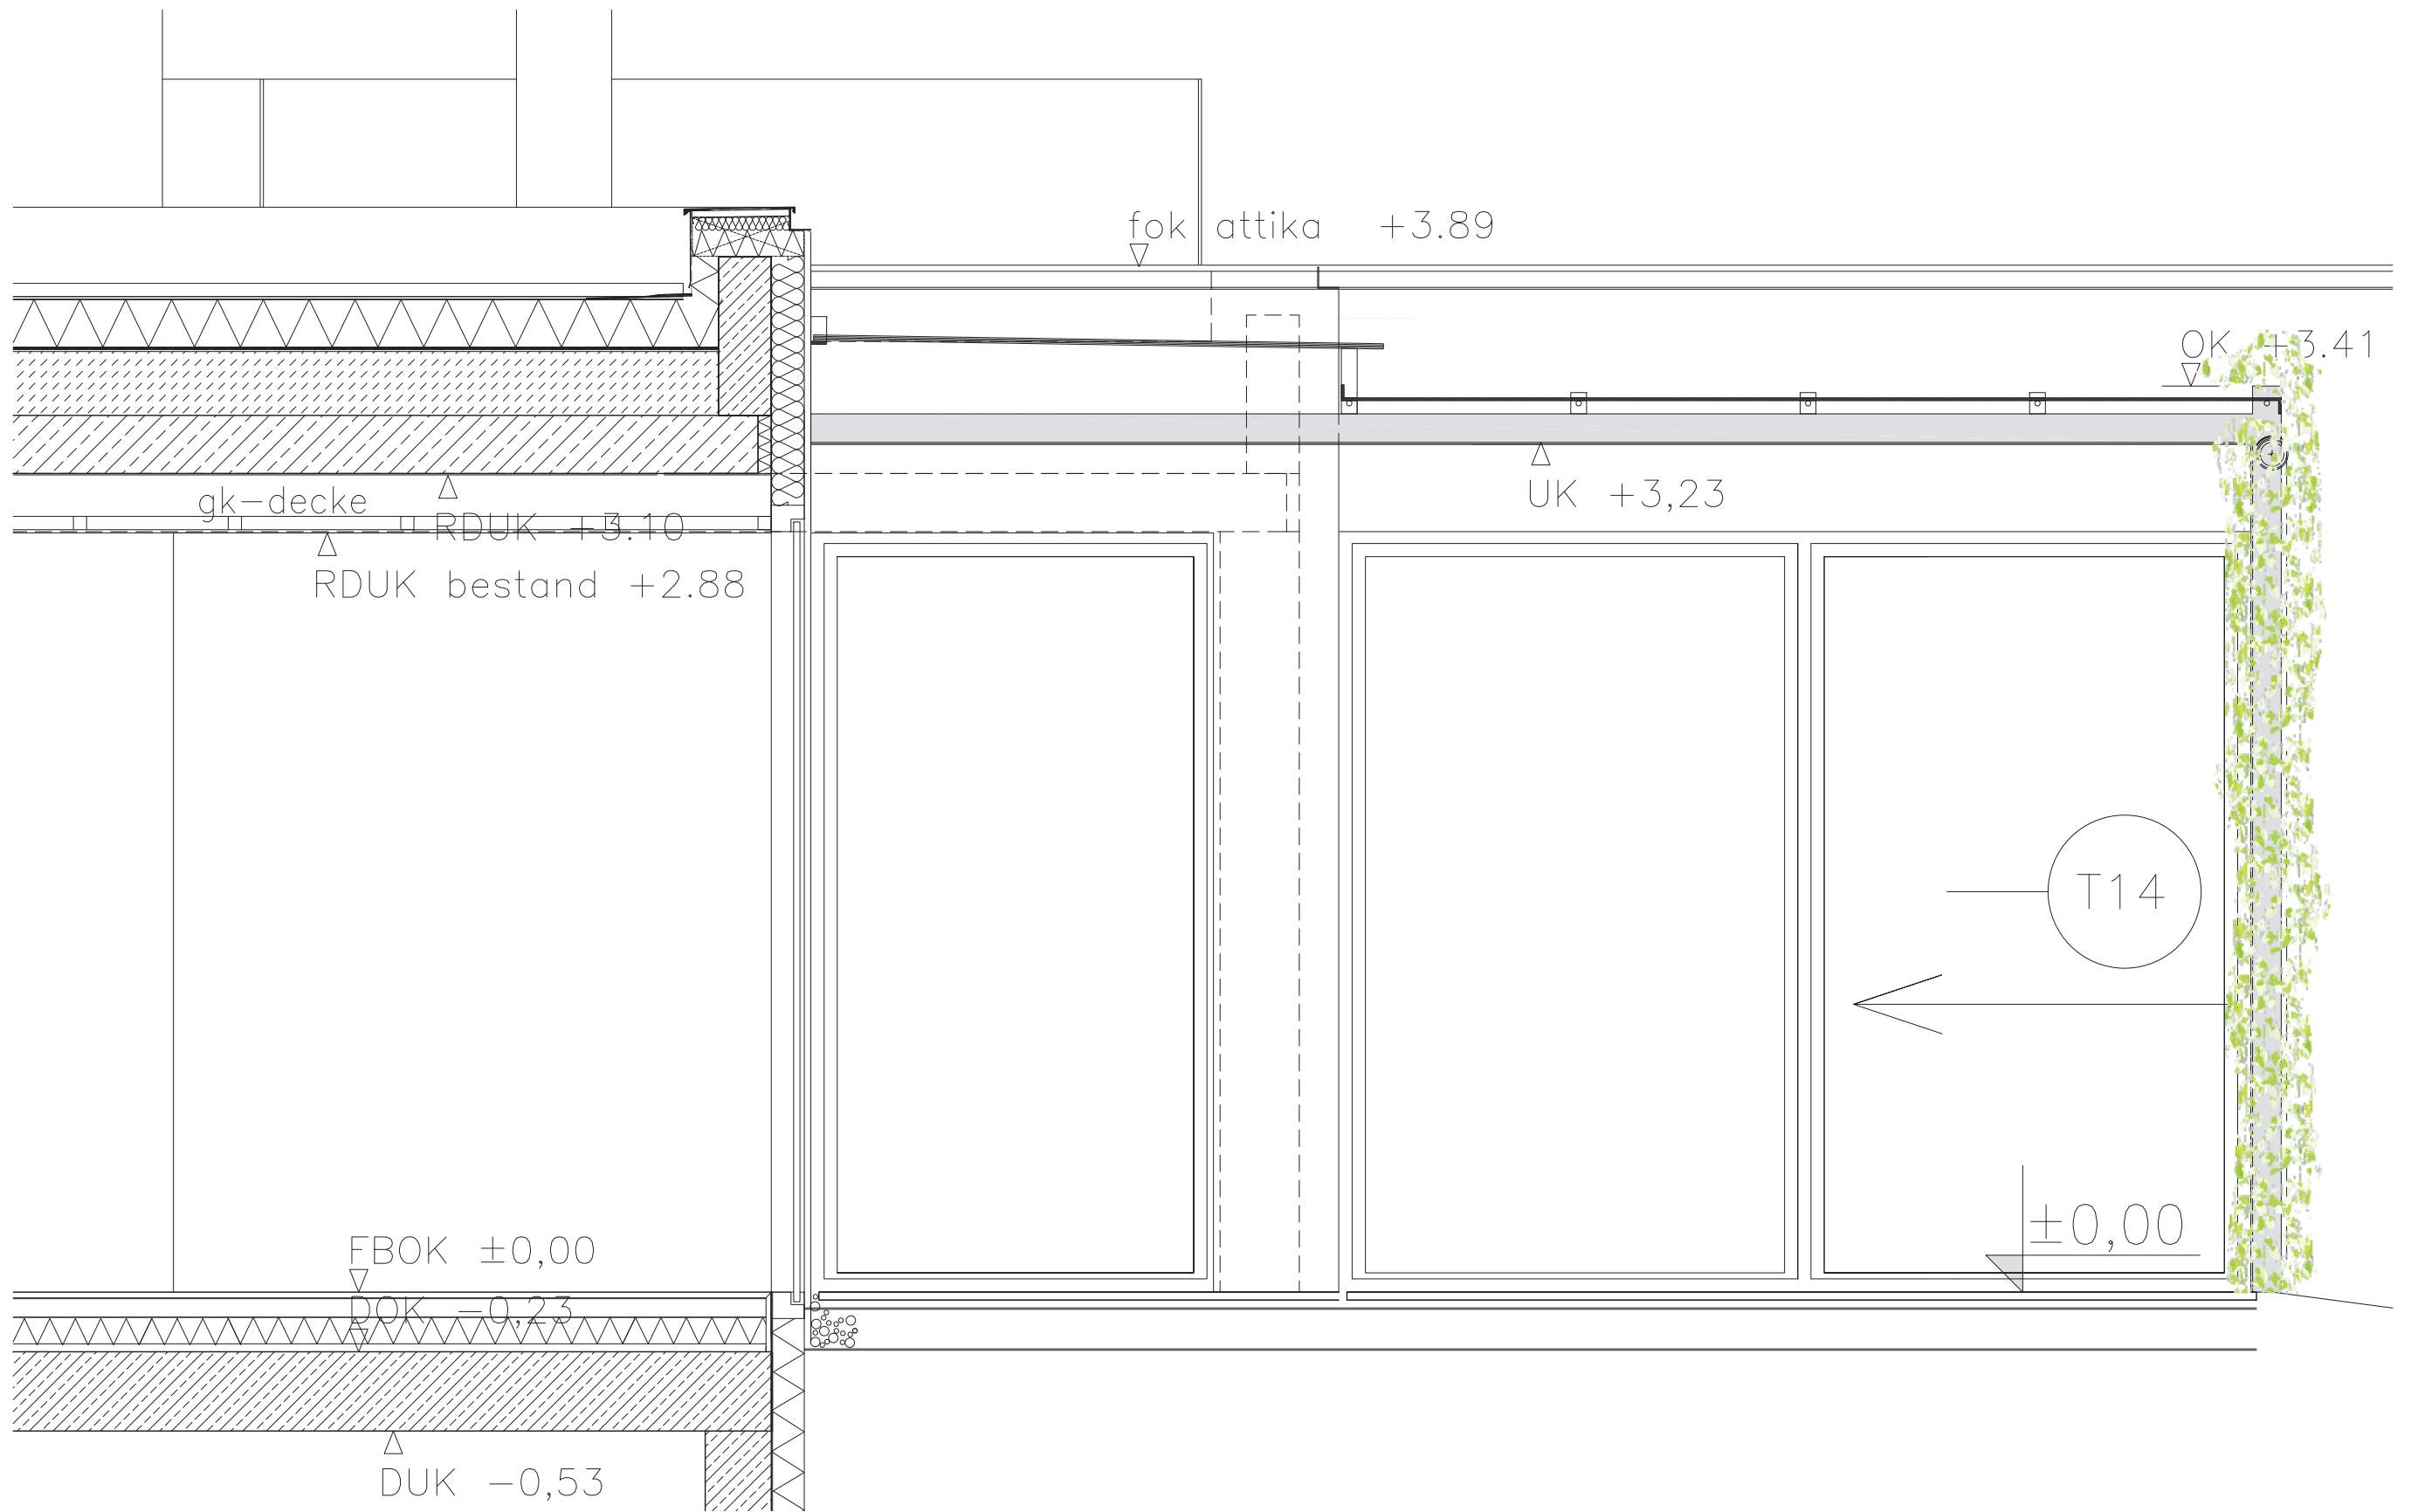 fok attika +3.89
OK +3.41
UK +3,23
gk-decke
RDUK +3.10
RDUK bestand +2.88
T14
±0,00
FBOK ±0,00
DOK -0,23
DUK -0,53